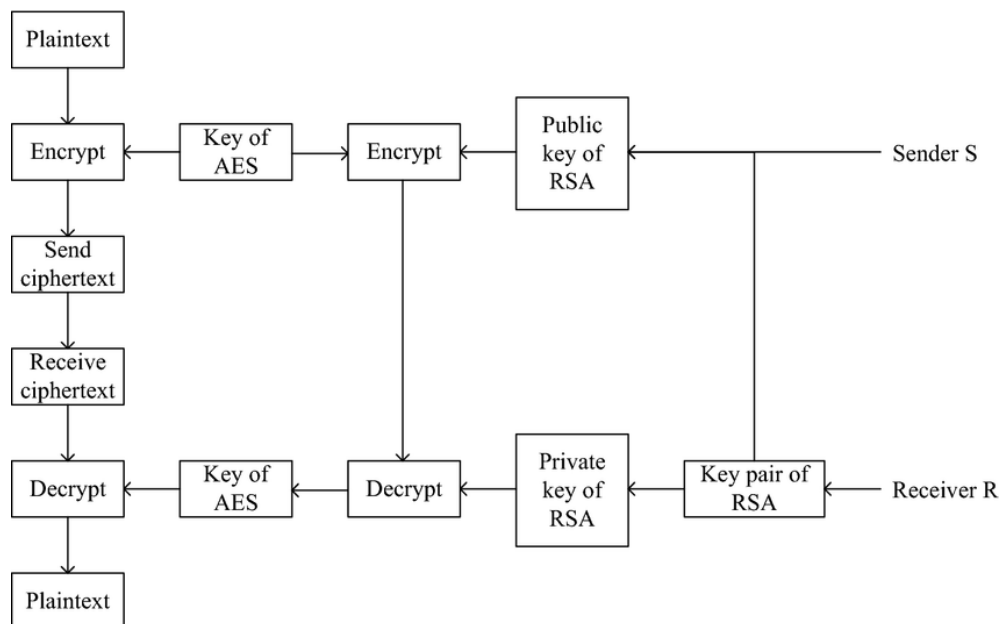 Plaintext
Encrypt
Key of
AES
Encrypt
Public
key of
RSA
Sender S
Send
ciphertext
Receive
ciphertext
Decrypt
Key of
AES
Decrypt
Private
key of
RSA
Key pair of
RSA
Receiver R
Plaintext